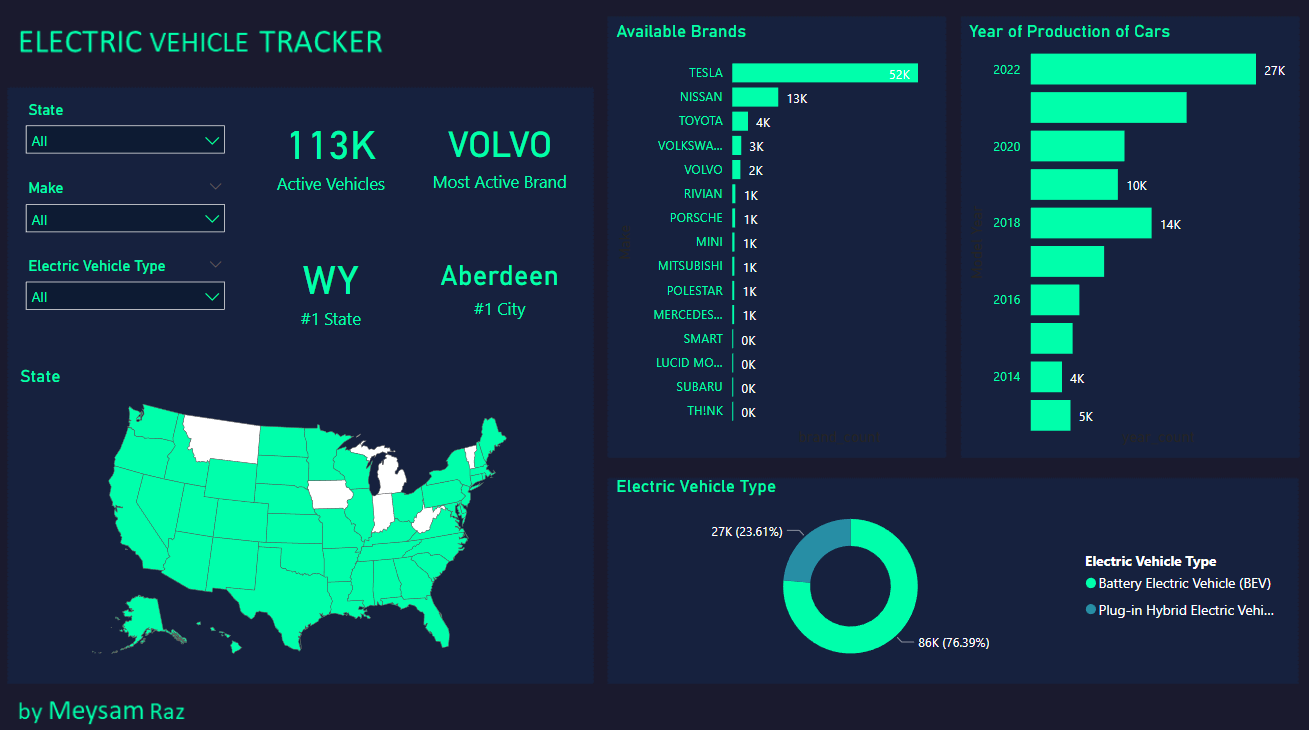 ELECTRIC VEHICLE TRACKER
State
All
Make
All
Electric Vehicle Type
All
113K
Active Vehicles
VOLVO
Most Active Brand
WY
#1 State
Aberdeen
#1 City
State
by Meysam Raz
Available Brands
TESLA 52K
NISSAN 13K
TOYOTA 4K
VOLKSWA... 3K
VOLVO 2K
RIVIAN 1K
PORSCHE 1K
MINI 1K
MITSUBISHI 1K
POLESTAR 1K
MERCEDES... 1K
SMART 0K
LUCID MO... 0K
SUBARU 0K
TH!NK 0K
Year of Production of Cars
2022 27K
2020
10K
2018 14K
2016
2014 4K
5K
Electric Vehicle Type
27K (23.61%)
86K (76.39%)
Electric Vehicle Type
Battery Electric Vehicle (BEV)
Plug-in Hybrid Electric Vehi...